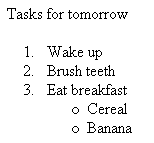 Tasks for tomorrow
1. Wake up
2. Brush teeth
3. Eat breakfast
o Cereal
o Banana